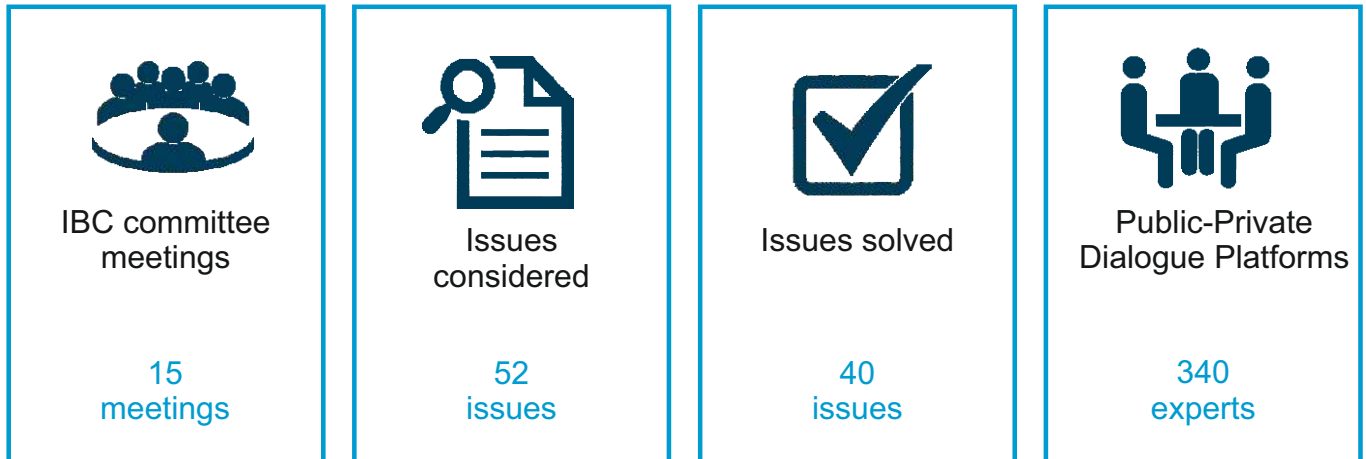 IBC committee
meetings
15
meetings
Issues
considered
52
issues
Issues solved
40
issues
Public-Private
Dialogue Platforms
340
experts